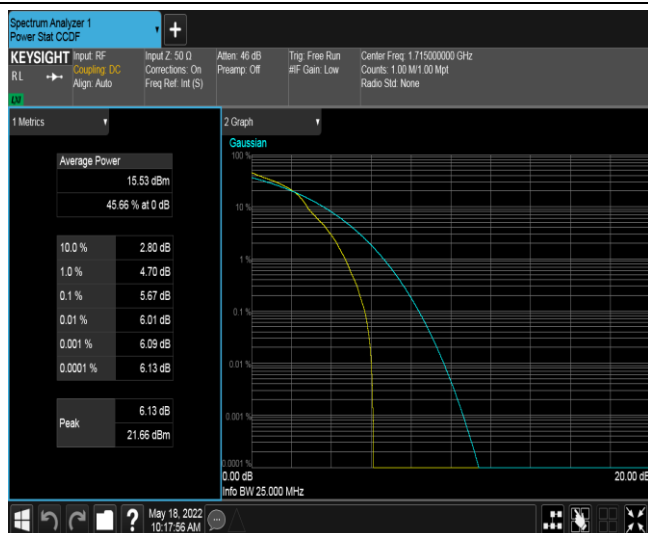 Spectrum Analyzer 1
Power Stat CCDF
+
KEYSIGHT
RL
Input: RF
Coupling: DC
Align: Auto
Input Z: 50 Ω
Corrections: On
Freq Ref: Int (S)
Atten: 46 dB
Preamp: Off
Trig: Free Run
#IF Gain: Low
Center Freq: 1.715000000 GHz
Counts: 1.00 M/1.00 Mpt
Radio Std: None
1 Metrics
Average Power
15.53 dBm
45.66 % at 0 dB
10.0 % 2.80 dB
1.0 % 4.70 dB
0.1 % 5.67 dB
0.01 % 6.01 dB
0.001 % 6.09 dB
0.0001 % 6.13 dB
Peak
6.13 dB
21.66 dBm
2 Graph
Gaussian
100 %
10 %
1 %
0.1 %
0.01 %
0.001 %
0.0001 %
0.00 dB 20.00 dB
Info BW 25.000 MHz
?
May 18, 2022
10:17:56 AM